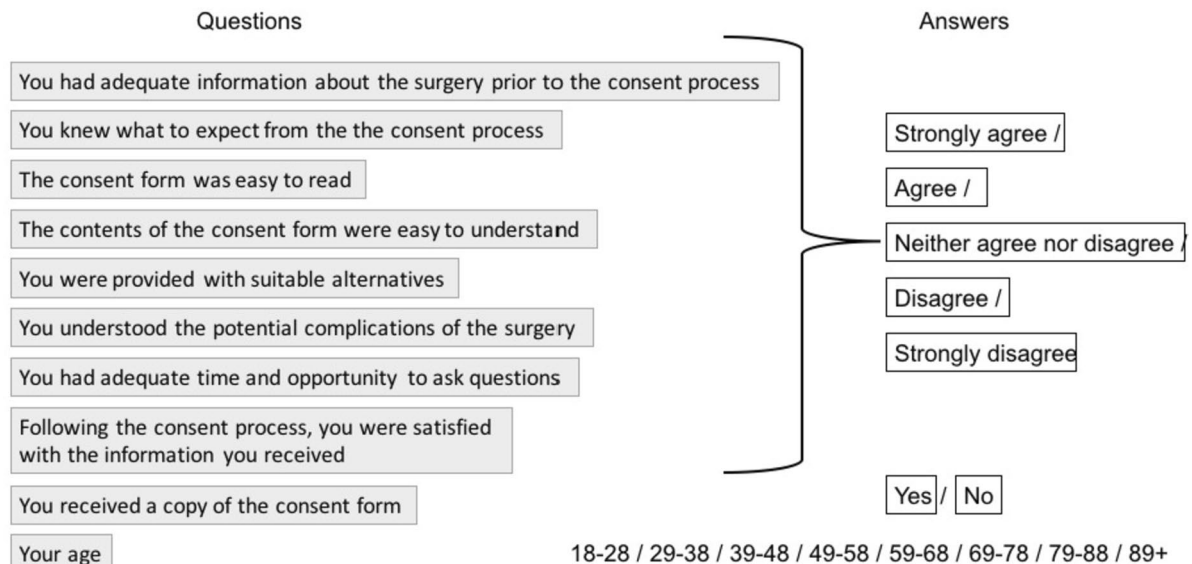 Questions
Answers
You had adequate information about the surgery prior to the consent process
You knew what to expect from the the consent process
Strongly agree /
The consent form was easy to read
Agree /
The contents of the consent form were easy to understand
Neither agree nor disagree /
You were provided with suitable alternatives
Disagree /
You understood the potential complications of the surgery
Strongly disagree
You had adequate time and opportunity to ask questions
Following the consent process, you were satisfied
with the information you received
You received a copy of the consent form
Yes / No
Your age
18-28 / 29-38 / 39-48 / 49-58 / 59-68 / 69-78 / 79-88 / 89+